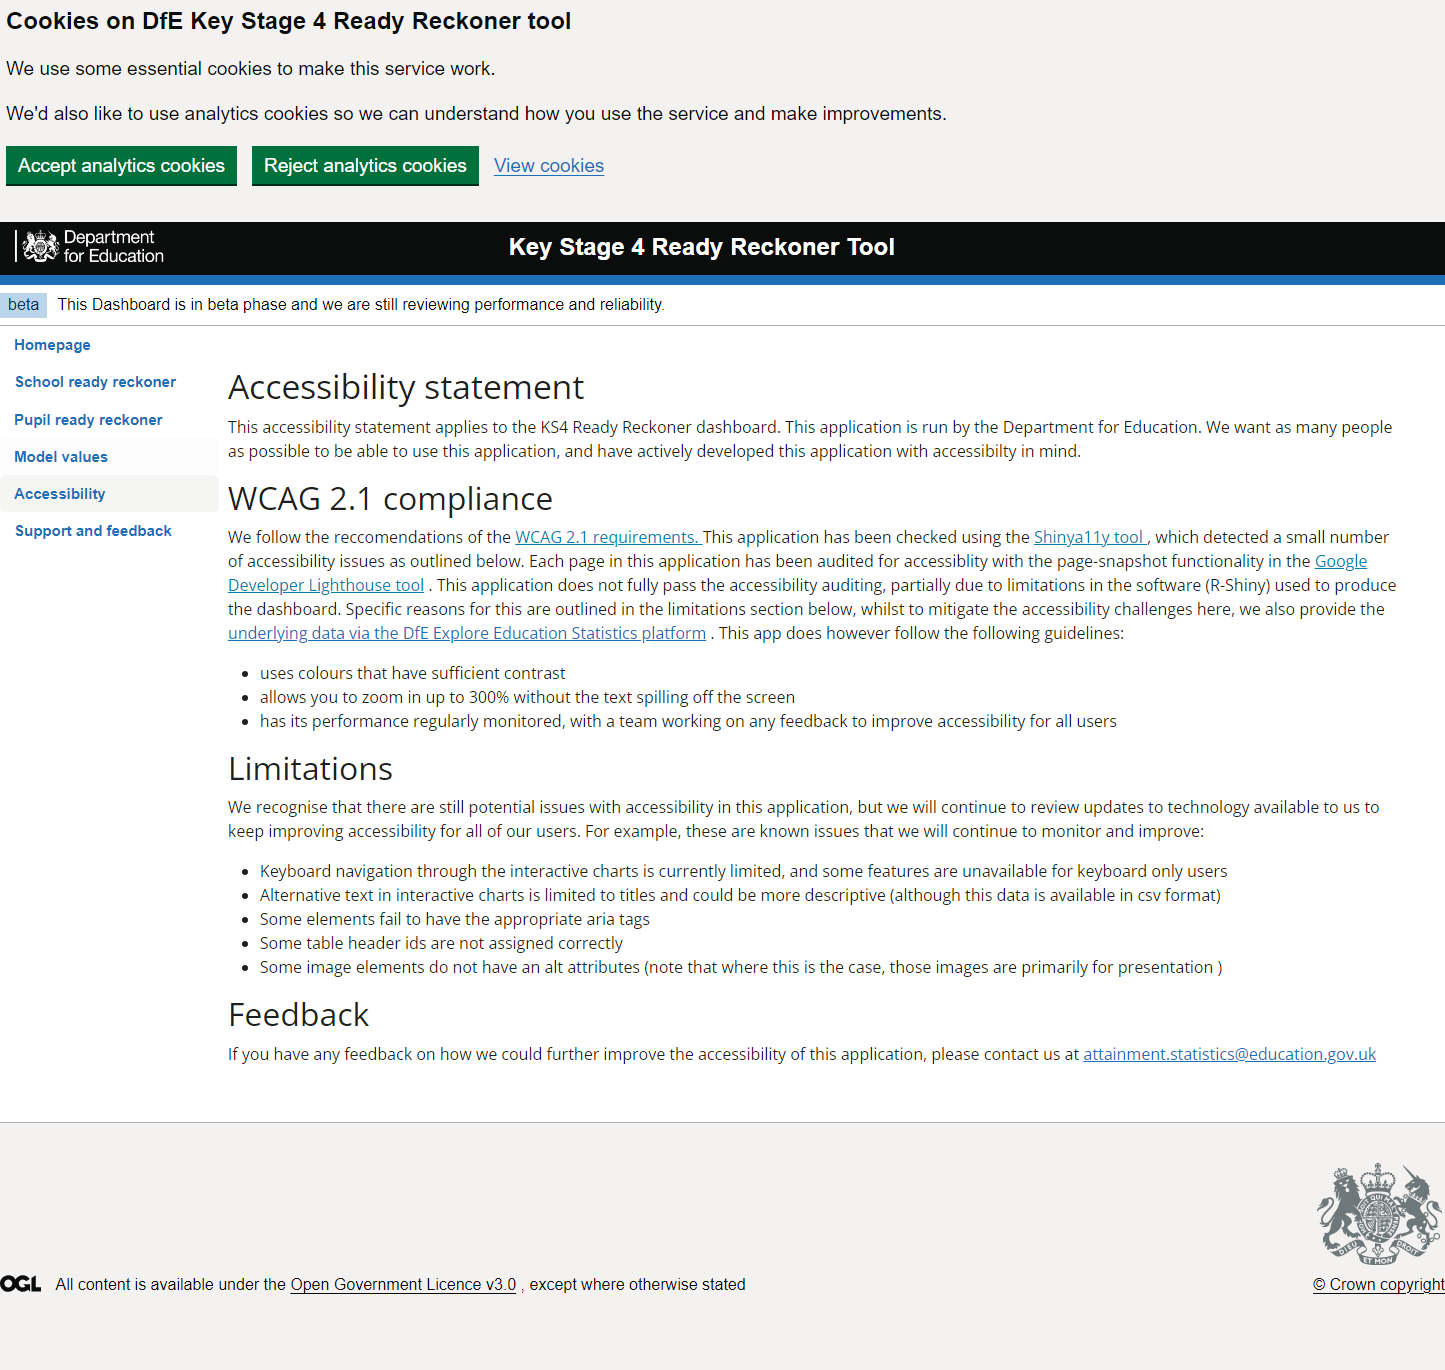 Cookies on DfE Key Stage 4 Ready Reckoner tool
We use some essential cookies to make this service work.
We'd also like to use analytics cookies so we can understand how you use the service and make improvements.
Accept analytics cookies Reject analytics cookies View cookies
Department
for Education
Key Stage 4 Ready Reckoner Tool
beta This Dashboard is in beta phase and we are still reviewing performance and reliability.
Homepage
School ready reckoner
Pupil ready reckoner
Model values
Accessibility
Support and feedback
Accessibility statement
This accessibility statement applies to the KS4 Ready Reckoner dashboard. This application is run by the Department for Education. We want as many people
as possible to be able to use this application, and have actively developed this application with accessibilty in mind.
WCAG 2.1 compliance
We follow the reccomendations of the WCAG 2.1 requirements. This application has been checked using the Shinya11y tool , which detected a small number
of accessibility issues as outlined below. Each page in this application has been audited for accessiblity with the page-snapshot functionality in the Google
Developer Lighthouse tool . This application does not fully pass the accessibility auditing, partially due to limitations in the software (R-Shiny) used to produce
the dashboard. Specific reasons for this are outlined in the limitations section below, whilst to mitigate the accessibility challenges here, we also provide the
underlying data via the DfE Explore Education Statistics platform . This app does however follow the following guidelines:
• uses colours that have sufficient contrast
• allows you to zoom in up to 300% without the text spilling off the screen
• has its performance regularly monitored, with a team working on any feedback to improve accessibility for all users
Limitations
We recognise that there are still potential issues with accessibility in this application, but we will continue to review updates to technology available to us to
keep improving accessibility for all of our users. For example, these are known issues that we will continue to monitor and improve:
• Keyboard navigation through the interactive charts is currently limited, and some features are unavailable for keyboard only users
• Alternative text in interactive charts is limited to titles and could be more descriptive (although this data is available in csv format)
• Some elements fail to have the appropriate aria tags
• Some table header ids are not assigned correctly
• Some image elements do not have an alt attributes (note that where this is the case, those images are primarily for presentation )
Feedback
If you have any feedback on how we could further improve the accessibility of this application, please contact us at attainment.statistics@education.gov.uk
DIEU ET MON DROIT
OGL All content is available under the Open Government Licence v3.0 , except where otherwise stated
© Crown copyright